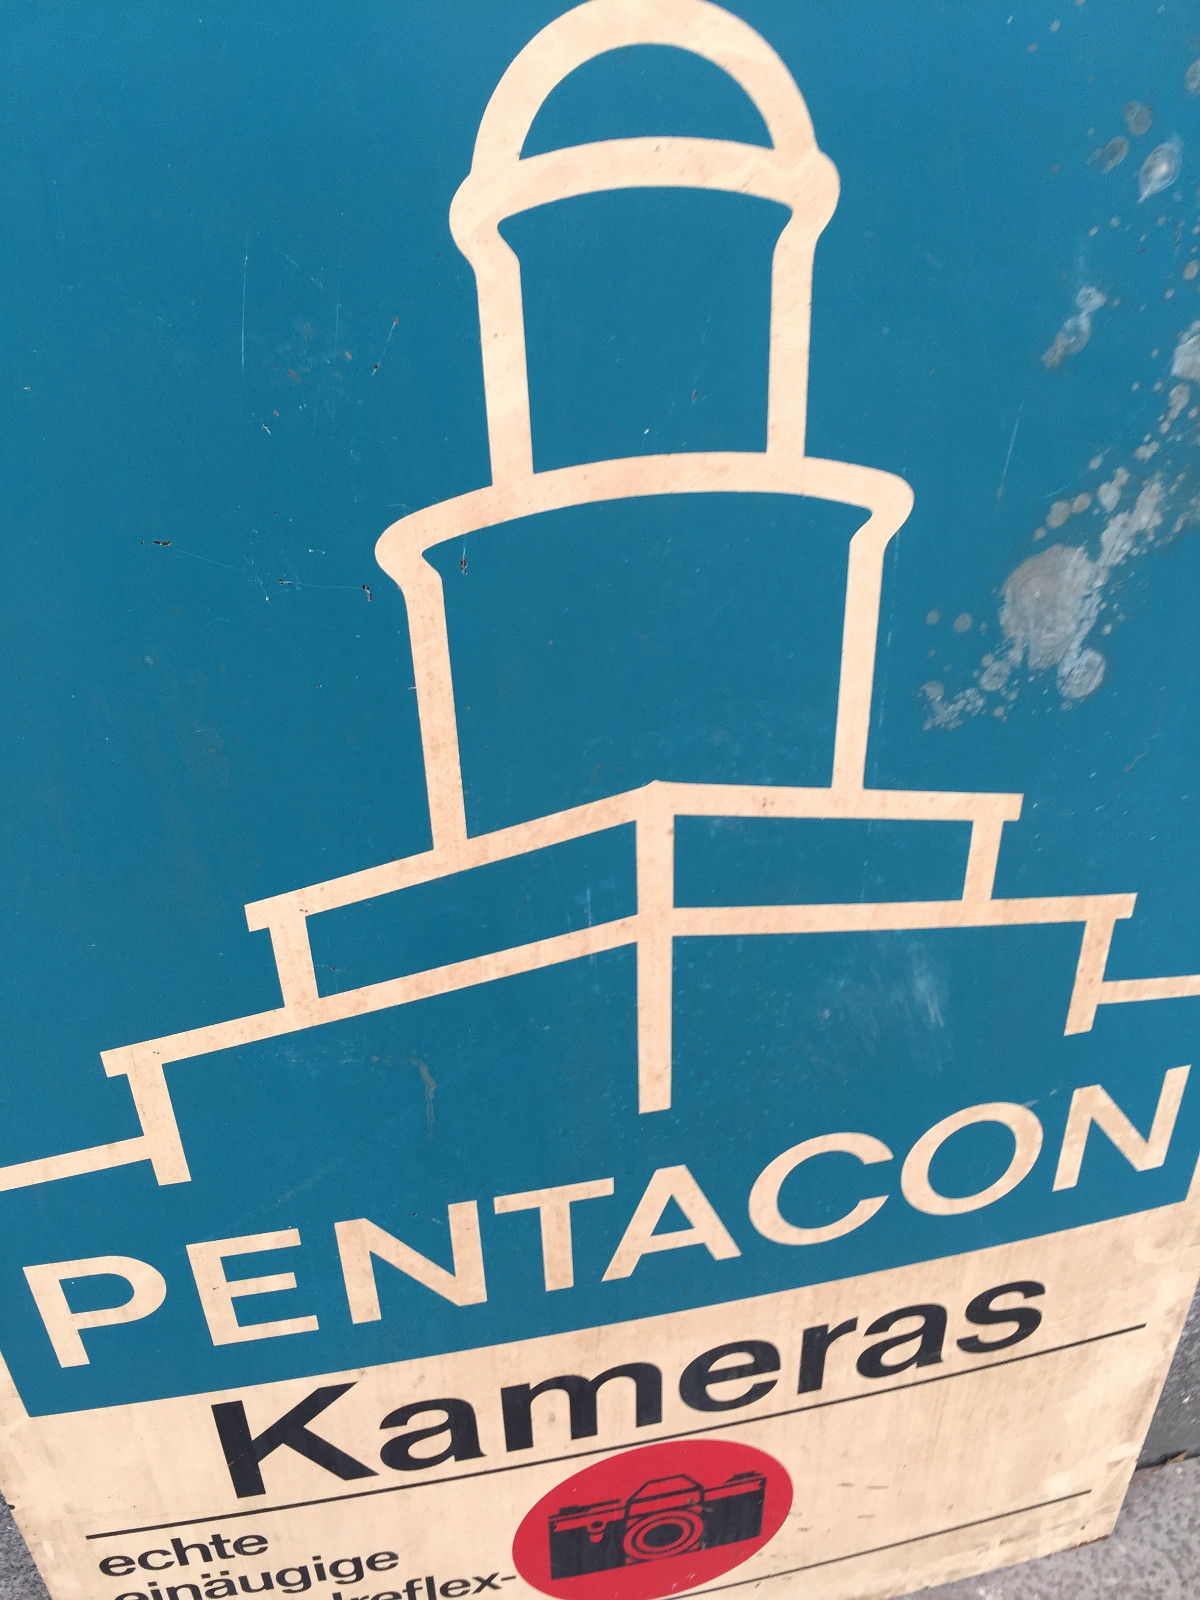 PENTACON
Kameras
echte
einäugige